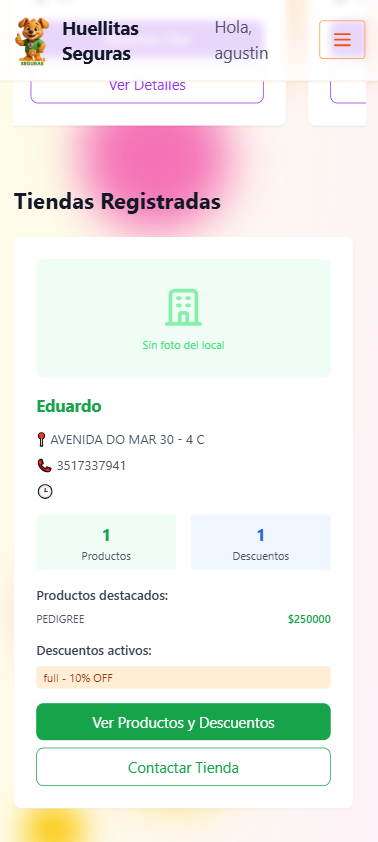 Huellitas
Seguras
Hola,
agustin
SEGURAS
Ver Detalles
Tiendas Registradas
Sin foto del local
Eduardo
AVENIDA DO MAR 30 - 4 C
3517337941
1
Productos
1
Descuentos
Productos destacados:
PEDIGREE $250000
Descuentos activos:
full - 10% OFF
Ver Productos y Descuentos
Contactar Tienda